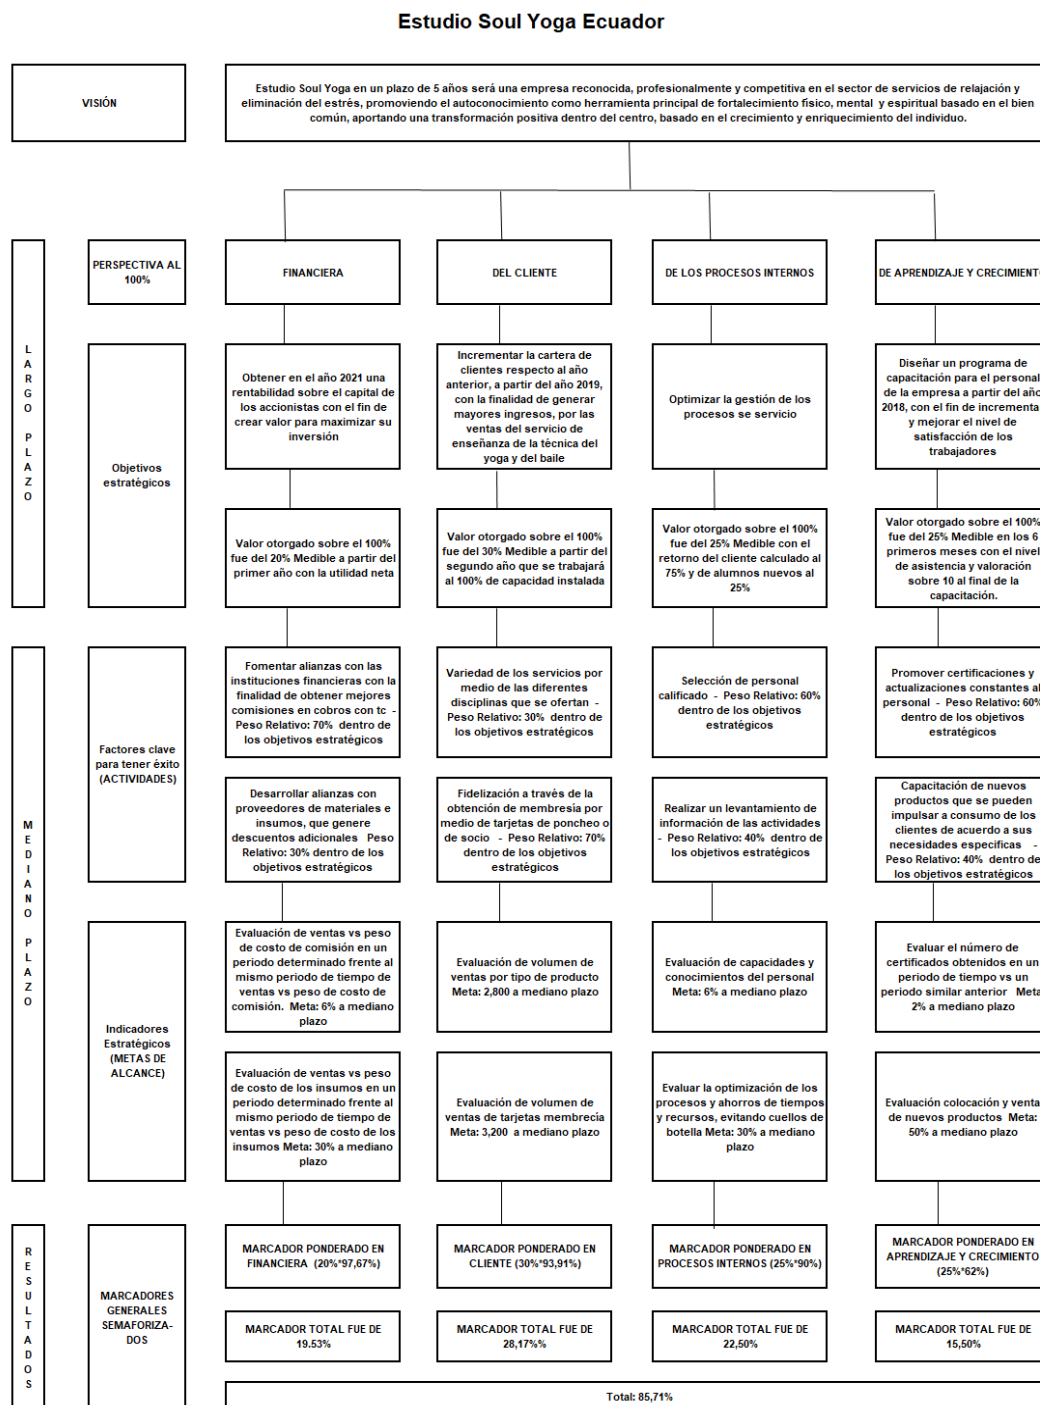 Estudio Soul Yoga Ecuador
VISIÓN
Estudio Soul Yoga en un plazo de 5 años será una empresa reconocida, profesionalmente y competitiva en el sector de servicios de relajación y
eliminación del estrés, promoviendo el autoconocimiento como herramienta principal de fortalecimiento físico, mental y espiritual basado en el bien
común, aportando una transformación positiva dentro del centro, basado en el crecimiento y enriquecimiento del individuo.
LARGO PLAZO
PERSPECTIVA AL
100%
FINANCIERA
DEL CLIENTE
DE LOS PROCESOS INTERNOS
DE APRENDIZAJE Y CRECIMIENTO
Objetivos
estratégicos
Obtener en el año 2021 una
rentabilidad sobre el capital de
los accionistas con el fin de
crear valor para maximizar su
inversión
Incrementar la cartera de
clientes respecto al año
anterior, a partir del año 2019,
con la finalidad de generar
mayores ingresos, por las
ventas del servicio de
enseñanza de la técnica del
yoga y del baile
Optimizar la gestión de los
procesos se servicio
Diseñar un programa de
capacitación para el personal
de la empresa a partir del año
2018, con el fin de incrementa
y mejorar el nivel de
satisfacción de los
trabajadores
Valor otorgado sobre el 100%
fue del 20% Medible a partir del
primer año con la utilidad neta
Valor otorgado sobre el 100%
fue del 30% Medible a partir del
segundo año que se trabajará
al 100% de capacidad instalada
Valor otorgado sobre el 100%
fue del 25% Medible con el
retorno del cliente calculado al
75% y de alumnos nuevos al
25%
Valor otorgado sobre el 100%
fue del 25% Medible en los 6
primeros meses con el nivel
de asistencia y valoración
sobre 10 al final de la
capacitación.
MEDIANO PLAZO
Factores clave
para tener éxito
(ACTIVIDADES)
Fomentar alianzas con las
instituciones financieras con la
finalidad de obtener mejores
comisiones en cobros con tc -
Peso Relativo: 70% dentro de
los objetivos estratégicos
Variedad de los servicios por
medio de las diferentes
disciplinas que se ofertan -
Peso Relativo: 30% dentro de
los objetivos estratégicos
Selección de personal
calificado - Peso Relativo: 60%
dentro de los objetivos
estratégicos
Promover certificaciones y
actualizaciones constantes al
personal - Peso Relativo: 60%
dentro de los objetivos
estratégicos
Desarrollar alianzas con
proveedores de materiales e
insumos, que genere
descuentos adicionales Peso
Relativo: 30% dentro de los
objetivos estratégicos
Fidelización a través de la
obtención de membresía por
medio de tarjetas de poncheo o
de socio - Peso Relativo: 70%
dentro de los objetivos
estratégicos
Realizar un levantamiento de
información de las actividades
- Peso Relativo: 40% dentro de
los objetivos estratégicos
Capacitación de nuevos
productos que se pueden
impulsar a consumo de los
clientes de acuerdo a sus
necesidades especificas -
Peso Relativo: 40% dentro de
los objetivos estratégicos
Indicadores
Estratégicos
(METAS DE
ALCANCE)
Evaluación de ventas vs peso
de costo de comisión en un
periodo determinado frente al
mismo periodo de tiempo de
ventas vs peso de costo de
comisión. Meta: 6% a mediano
plazo
Evaluación de volumen de
ventas por tipo de producto
Meta: 2,800 a mediano plazo
Evaluación de capacidades y
conocimientos del personal
Meta: 6% a mediano plazo
Evaluar el número de
certificados obtenidos en un
periodo de tiempo vs un
periodo similar anterior Meta
2% a mediano plazo
Evaluación de ventas vs peso
de costo de los insumos en un
periodo determinado frente al
mismo periodo de tiempo de
ventas vs peso de costo de los
insumos Meta: 30% a mediano
plazo
Evaluación de volumen de
ventas de tarjetas membrecía
Meta: 3,200 a mediano plazo
Evaluar la optimización de los
procesos y ahorros de tiempos
y recursos, evitando cuellos de
botella Meta: 30% a mediano
plazo
Evaluación colocación y venta
de nuevos productos Meta:
50% a mediano plazo
RESULTADOS
MARCADORES
GENERALES
SEMAFORIZA-
DOS
MARCADOR PONDERADO EN
FINANCIERA (20%*97,67%)
MARCADOR PONDERADO EN
CLIENTE (30%*93,91%)
MARCADOR PONDERADO EN
PROCESOS INTERNOS (25%*90%)
MARCADOR PONDERADO EN
APRENDIZAJE Y CRECIMIENTO
(25%*62%)
MARCADOR TOTAL FUE DE
19.53%
MARCADOR TOTAL FUE DE
28,17%%
MARCADOR TOTAL FUE DE
22,50%
MARCADOR TOTAL FUE DE
15,50%
Total: 85,71%